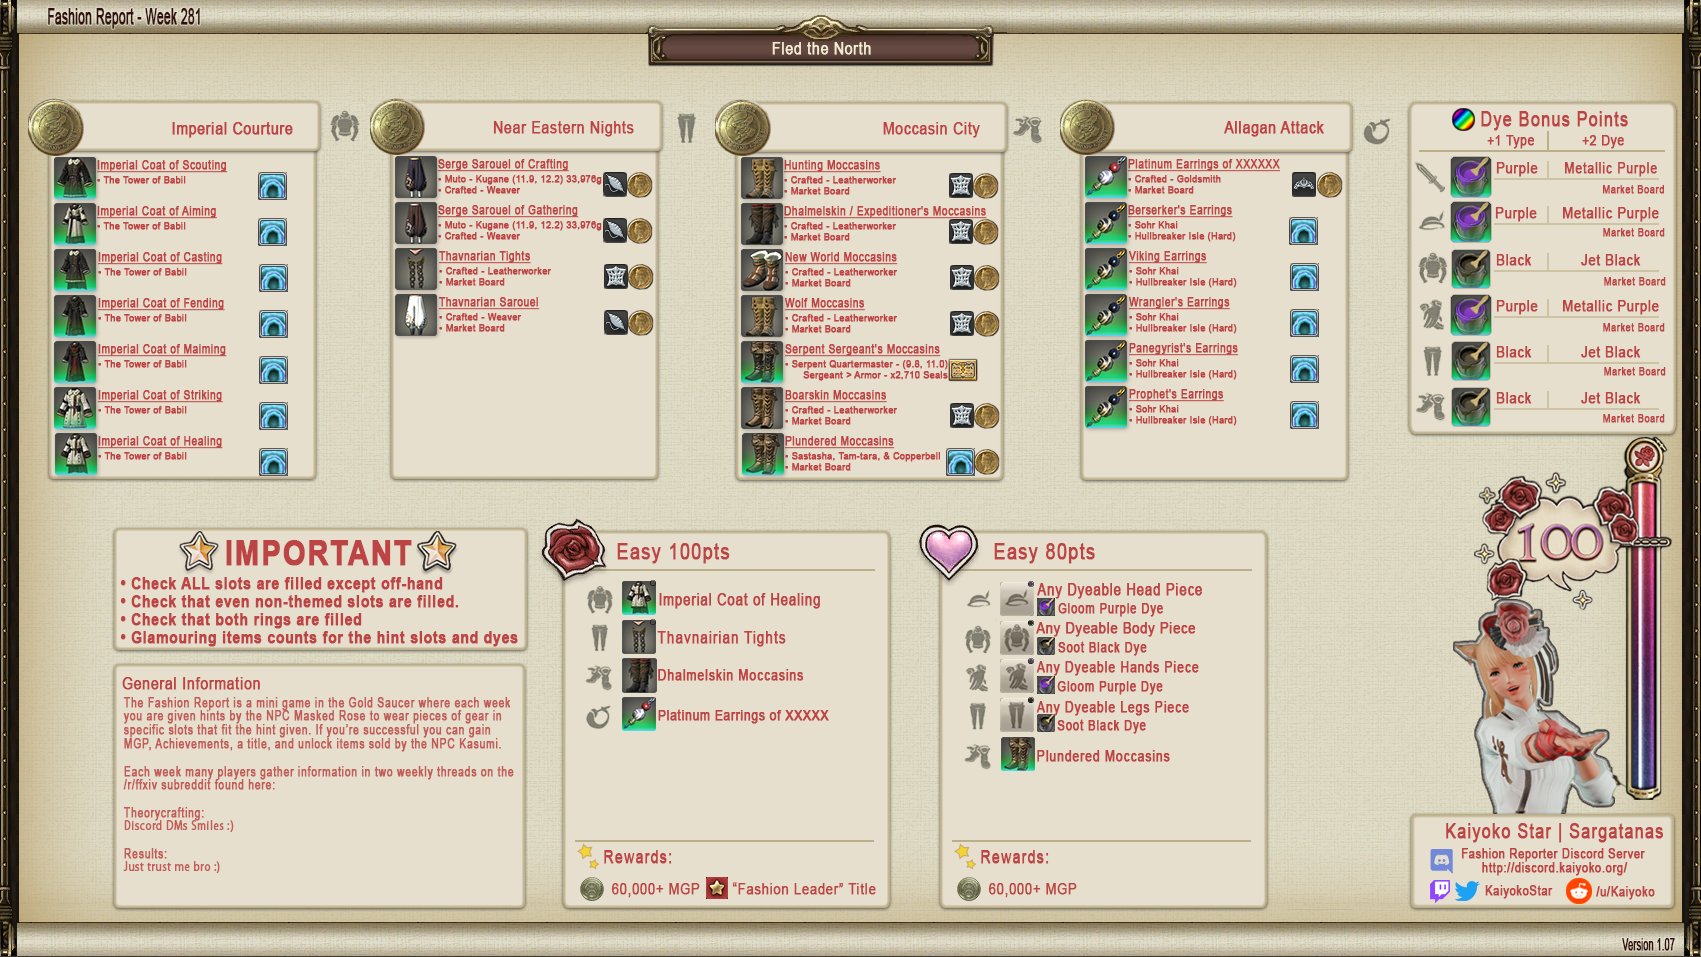 Fashion Report - Week 281
Fled the North
Imperial Courture
Imperial Coat of Scouting
• The Tower of Babil
Imperial Coat of Aiming
• The Tower of Babil
Imperial Coat of Casting
• The Tower of Babil
Imperial Coat of Fending
• The Tower of Babil
Imperial Coat of Maiming
• The Tower of Babil
Imperial Coat of Striking
• The Tower of Babil
Imperial Coat of Healing
• The Tower of Babil
Near Eastern Nights
Serge Sarouel of Crafting
• Muto - Kugane (11.9, 12.2) 33,976g
• Crafted - Weaver
Serge Sarouel of Gathering
• Muto - Kugane (11.9, 12.2) 33,976g
• Crafted - Weaver
Thavnarian Tights
• Crafted - Leatherworker
• Market Board
Thavnarian Sarouel
• Crafted - Weaver
• Market Board
Moccasin City
Hunting Moccasins
• Crafted - Leatherworker
• Market Board
Dhalmelskin / Expeditioner's Moccasins
• Crafted - Leatherworker
• Market Board
New World Moccasins
• Crafted - Leatherworker
• Market Board
Wolf Moccasins
• Crafted - Leatherworker
• Market Board
Serpent Sergeant's Moccasins
• Serpent Quartermaster - (9.8, 11.0)
Sergeant > Armor - x2,710 Seals
Boarskin Moccasins
• Crafted - Leatherworker
• Market Board
Plundered Moccasins
• Sastasha, Tam-tara, & Copperbell
• Market Board
Allagan Attack
Platinum Earrings of XXXXXX
• Crafted - Goldsmith
• Market Board
Berserker's Earrings
• Sohr Khai
• Hullbreaker Isle (Hard)
Viking Earrings
• Sohr Khai
• Hullbreaker Isle (Hard)
Wrangler's Earrings
• Sohr Khai
• Hullbreaker Isle (Hard)
Panegyrist's Earrings
• Sohr Khai
• Hullbreaker Isle (Hard)
Prophet's Earrings
• Sohr Khai
• Hullbreaker Isle (Hard)
Dye Bonus Points
+1 Type +2 Dye
Purple Metallic Purple
Market Board
Purple Metallic Purple
Market Board
Black Jet Black
Market Board
Purple Metallic Purple
Market Board
Black Jet Black
Market Board
Black Jet Black
Market Board
100
IMPORTANT
• Check ALL slots are filled except off-hand
• Check that even non-themed slots are filled.
• Check that both rings are filled
• Glamouring items counts for the hint slots and dyes
General Information
The Fashion Report is a mini game in the Gold Saucer where each week
you are given hints by the NPC Masked Rose to wear pieces of gear in
specific slots that fit the hint given. If you're successful you can gain
MGP, Achievements, a title, and unlock items sold by the NPC Kasumi.
Each week many players gather information in two weekly threads on the
/r/ffxiv subreddit found here:
Theorycrafting:
Discord DMs Smiles :)
Results:
Just trust me bro :)
Easy 100pts
Imperial Coat of Healing
Thavnairian Tights
Dhalmelskin Moccasins
Platinum Earrings of XXXXX
Rewards:
60,000+ MGP "Fashion Leader" Title
Easy 80pts
Any Dyeable Head Piece
Gloom Purple Dye
Any Dyeable Body Piece
Soot Black Dye
Any Dyeable Hands Piece
Gloom Purple Dye
Any Dyeable Legs Piece
Soot Black Dye
Plundered Moccasins
Rewards:
60,000+ MGP
Kaiyoko Star | Sargatanas
Fashion Reporter Discord Server
http://discord.kaiyoko.org/
KaiyokoStar /u/Kaiyoko
Version 1.07